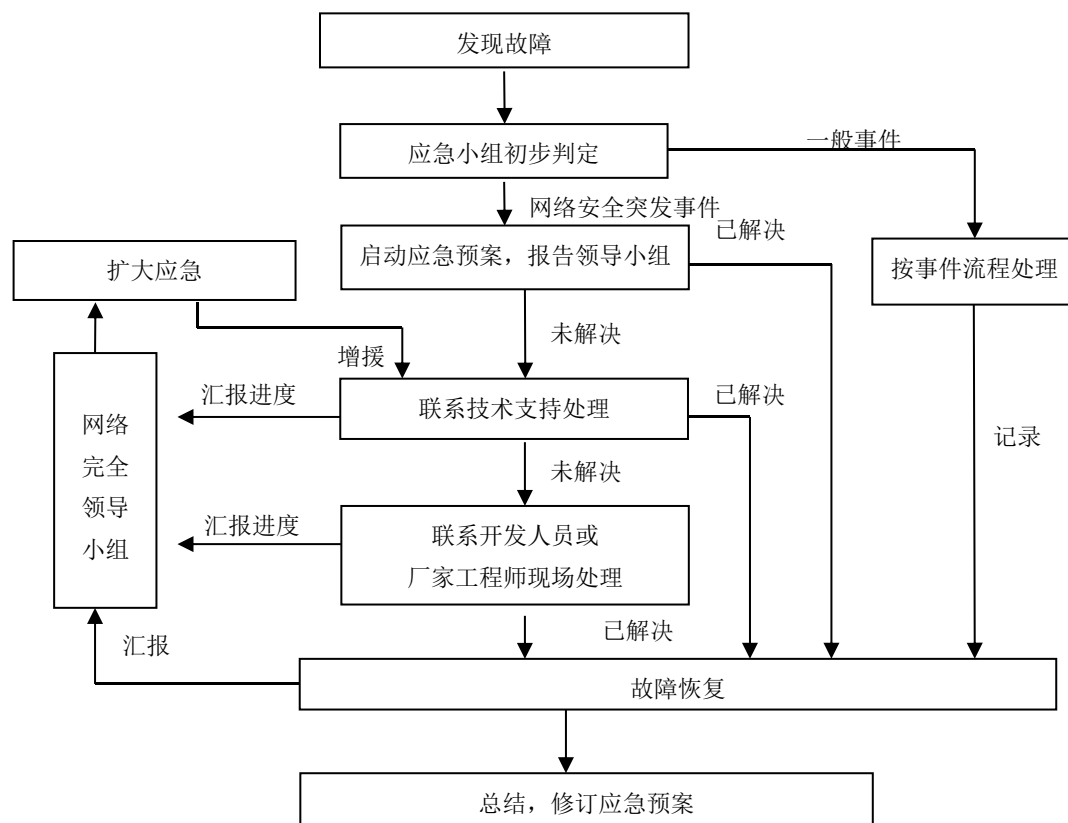 发现故障
应急小组初步判定
一般事件
网络安全突发事件
已解决
扩大应急
启动应急预案，报告领导小组
按事件流程处理
未解决
增援
汇报进度
联系技术支持处理
已解决
网络
完全
领导
小组
记录
未解决
汇报进度
联系开发人员或
厂家工程师现场处理
已解决
汇报
故障恢复
总结，修订应急预案